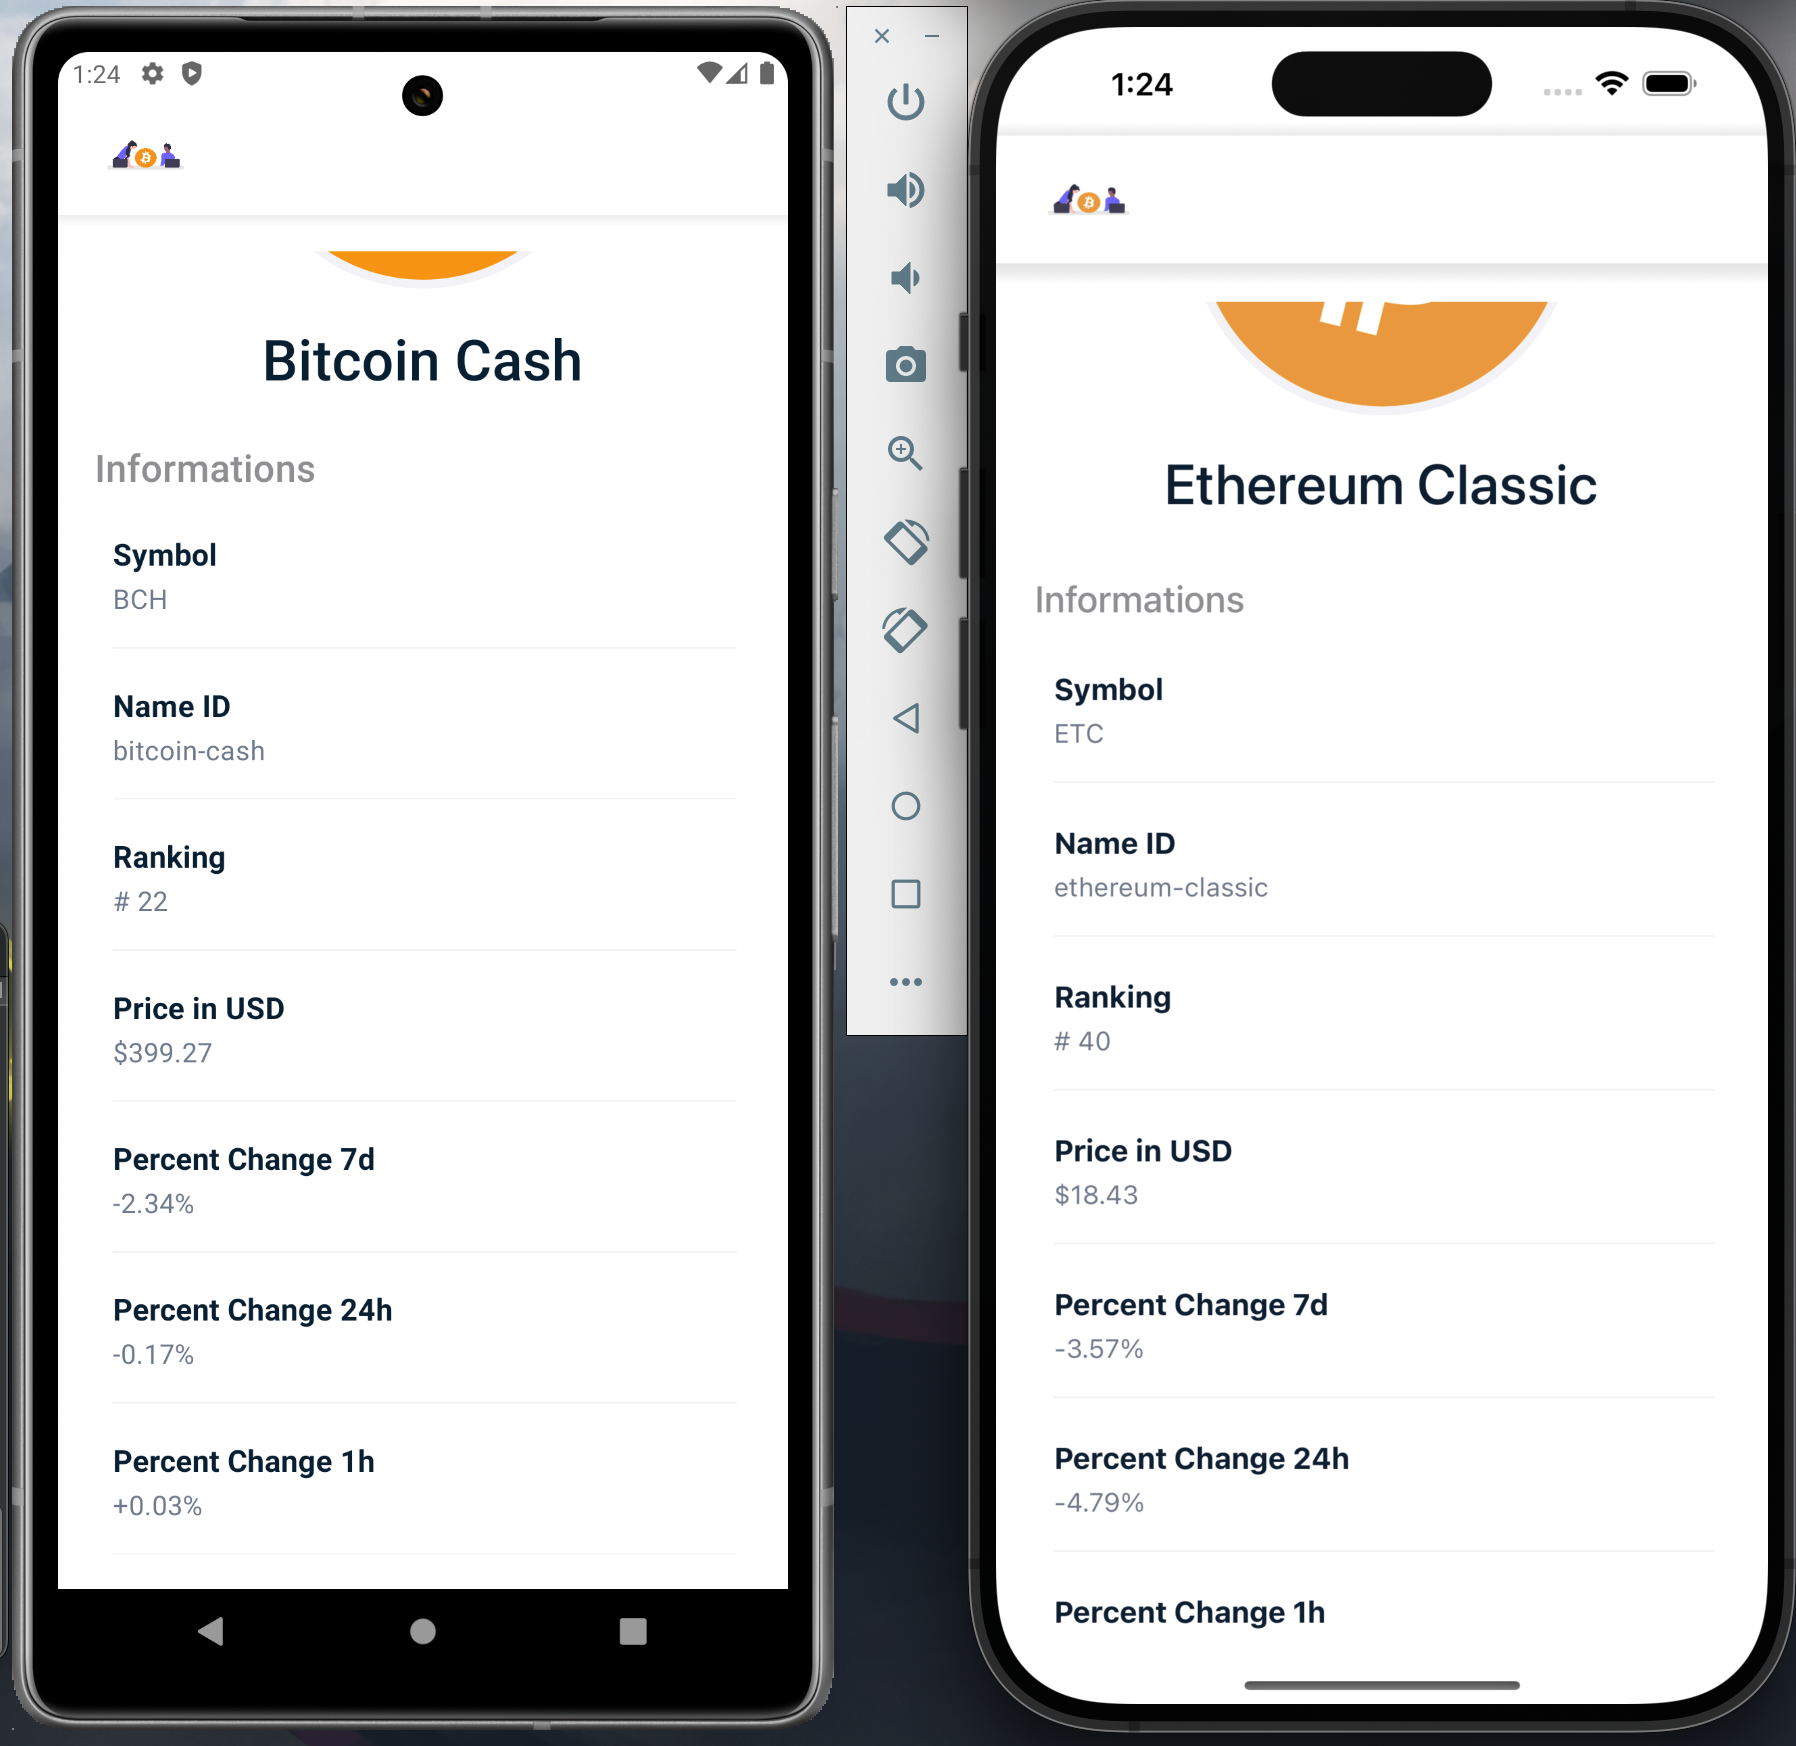 1:24
Bitcoin Cash
Informations
Symbol
BCH
Name ID
bitcoin-cash
Ranking
# 22
Price in USD
$399.27
Percent Change 7d
-2.34%
Percent Change 24h
-0.17%
Percent Change 1h
+0.03%
1:24
Ethereum Classic
Informations
Symbol
ETC
Name ID
ethereum-classic
Ranking
# 40
Price in USD
$18.43
Percent Change 7d
-3.57%
Percent Change 24h
-4.79%
Percent Change 1h